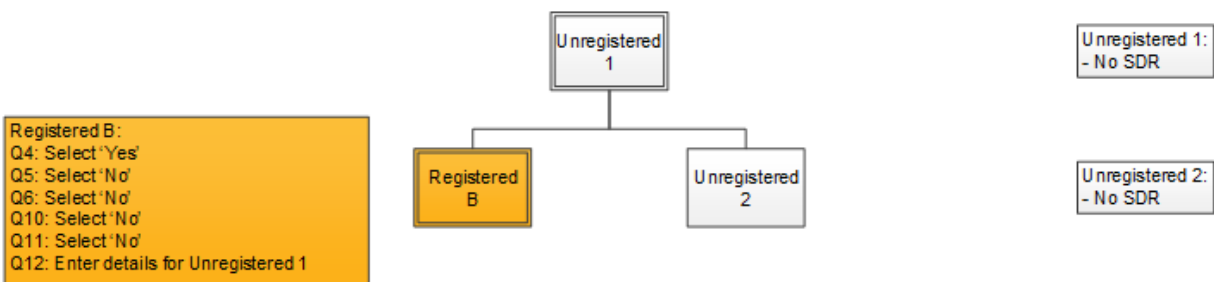 Unregistered
1
Unregistered 1:
- No SDR
Registered B:
Q4: Select 'Yes'
Q5: Select 'No'
Q6: Select 'No'
Q10: Select 'No'
Q11: Select 'No'
Q12: Enter details for Unregistered 1
Registered
B
Unregistered
2
Unregistered 2:
- No SDR